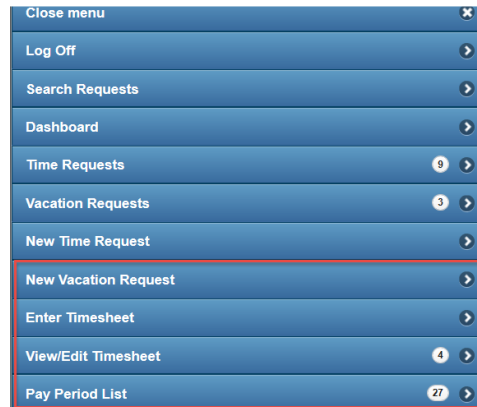 Close menu
Log Off
Search Requests
Dashboard
Time Requests 9
Vacation Requests 3
New Time Request
New Vacation Request
Enter Timesheet
View/Edit Timesheet 4
Pay Period List 27